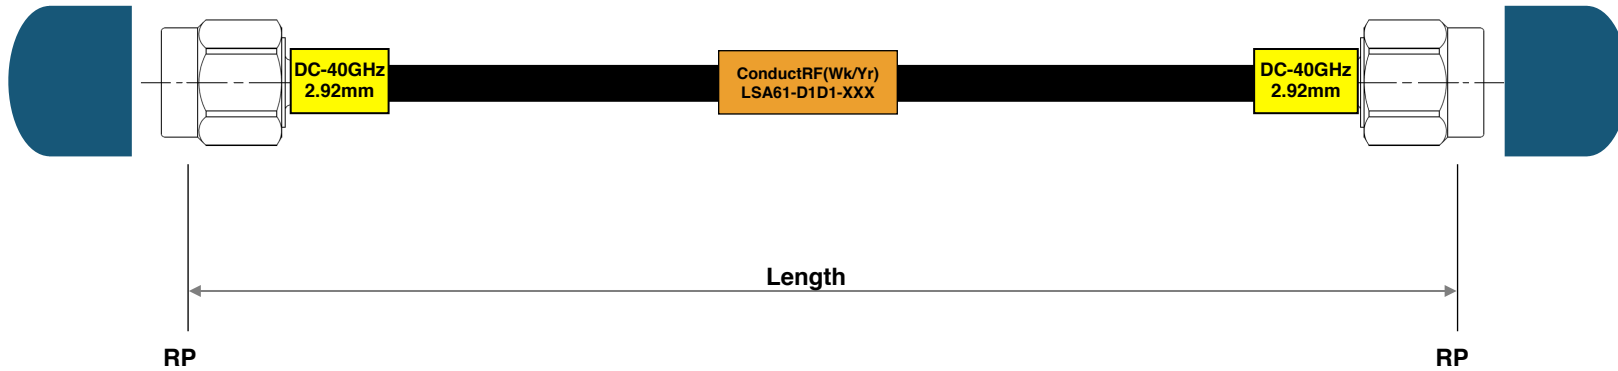 DC-40GHz
2.92mm
ConductRF(Wk/Yr)
LSA61-D1D1-XXX
DC-40GHz
2.92mm
Length
RP
RP